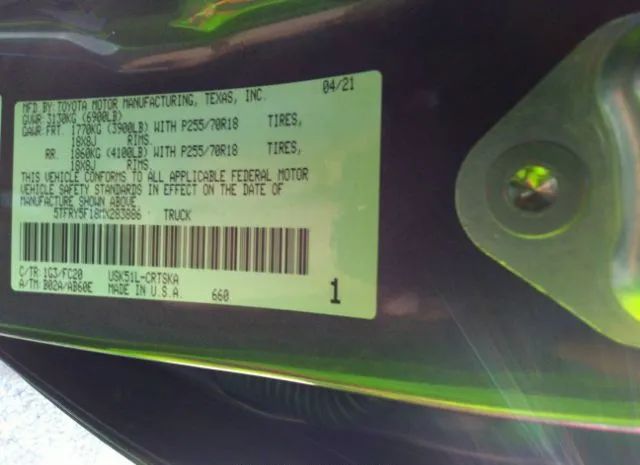 MFD.BY: TOYOTA MOTOR MANUFACTURING, TEXAS, INC. 04/21
GVWR: 3130KG (6900LB)
GAWR: FRT. 1770KG (3900LB) WITH P255/70R18 TIRES,
18X8J RIMS.
RR. 1860KG (4100LB) WITH P255/70R18 TIRES,
18X8J RIMS.
THIS VEHICLE CONFORMS TO ALL APPLICABLE FEDERAL MOTOR
VEHICLE SAFETY STANDARDS IN EFFECT ON THE DATE OF
MANUFACTURE SHOWN ABOVE.
5TFRY5F18MX283886 TRUCK
C/TR: 1G3/FC20 USK51L-CRTSKA
A/TM: B02A/AB60E MADE IN U.S.A. 660 1